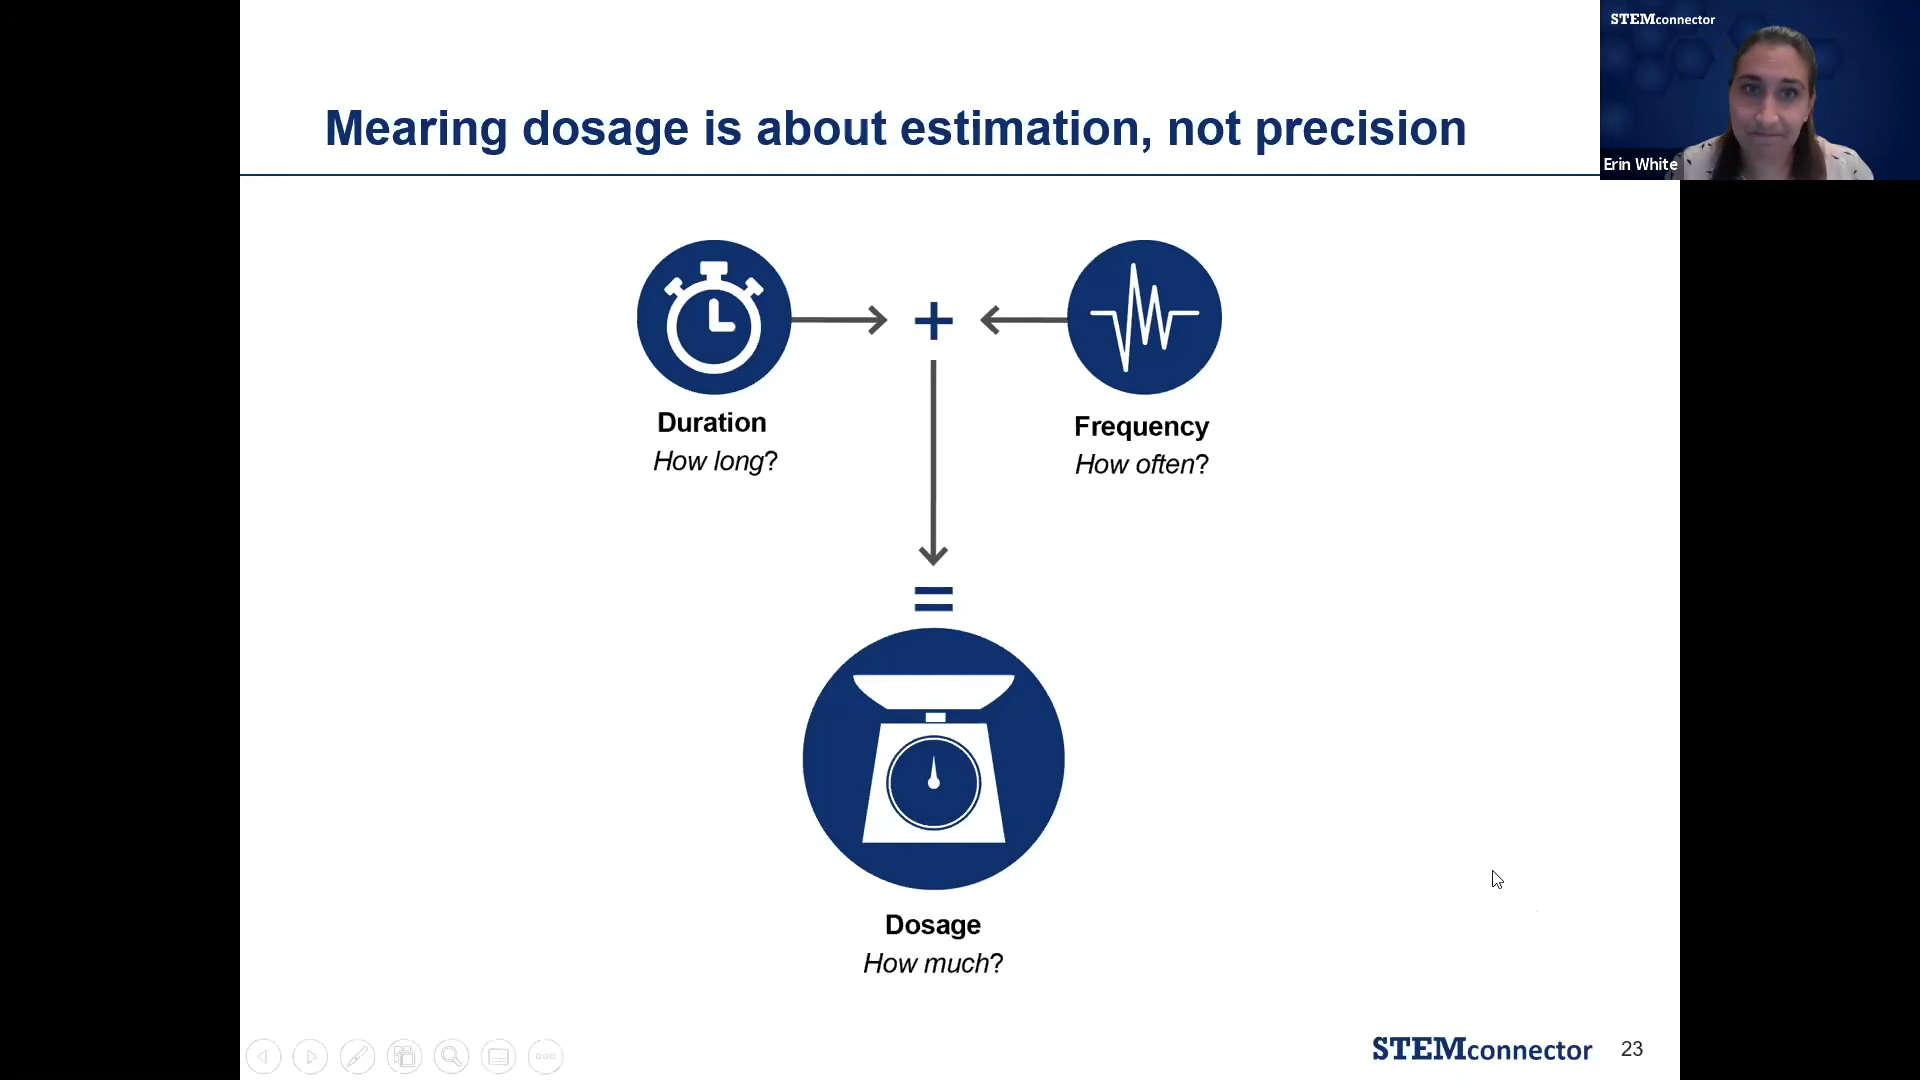 STEMconnector
Mearing dosage is about estimation, not precision
Erin White
+
Duration
How long?
Frequency
How often?
=
Dosage
How much?
STEMconnector 23